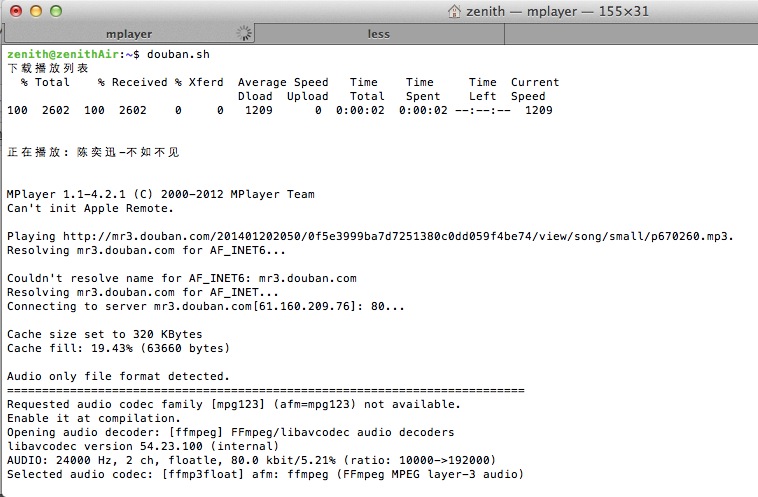 zenith — mplayer — 155×31
mplayer
less
zenith@zenithAir:~$ douban.sh
下载播放列表
% Total % Received % Xferd Average Speed Time Time Time Current
Dload Upload Total Spent Left Speed
100 2602 100 2602 0 0 1209 0 0:00:02 0:00:02 --:--:-- 1209
正在播放: 陈奕迅-不如不见
MPlayer 1.1-4.2.1 (C) 2000-2012 MPlayer Team
Can't init Apple Remote.
Playing http://mr3.douban.com/201401202050/0f5e3999ba7d7251380c0dd059f4be74/view/song/small/p670260.mp3.
Resolving mr3.douban.com for AF_INET6...
Couldn't resolve name for AF_INET6: mr3.douban.com
Resolving mr3.douban.com for AF_INET...
Connecting to server mr3.douban.com[61.160.209.76]: 80...
Cache size set to 320 KBytes
Cache fill: 19.43% (63660 bytes)
Audio only file format detected.
==========================================================================
Requested audio codec family [mpg123] (afm=mpg123) not available.
Enable it at compilation.
Opening audio decoder: [ffmpeg] FFmpeg/libavcodec audio decoders
libavcodec version 54.23.100 (internal)
AUDIO: 24000 Hz, 2 ch, floatle, 80.0 kbit/5.21% (ratio: 10000->192000)
Selected audio codec: [ffmp3float] afm: ffmpeg (FFmpeg MPEG layer-3 audio)